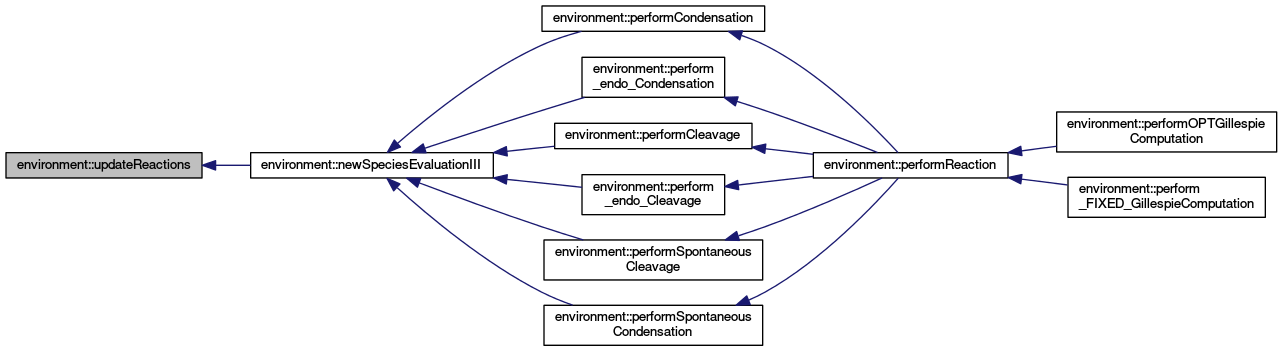 environment::updateReactions
environment::newSpeciesEvaluationIII
environment::performCondensation
environment::perform
_endo_Condensation
environment::performCleavage
environment::perform
_endo_Cleavage
environment::performSpontaneous
Cleavage
environment::performSpontaneous
Condensation
environment::performReaction
environment::performOPTGillespie
Computation
environment::perform
_FIXED_GillespieComputation